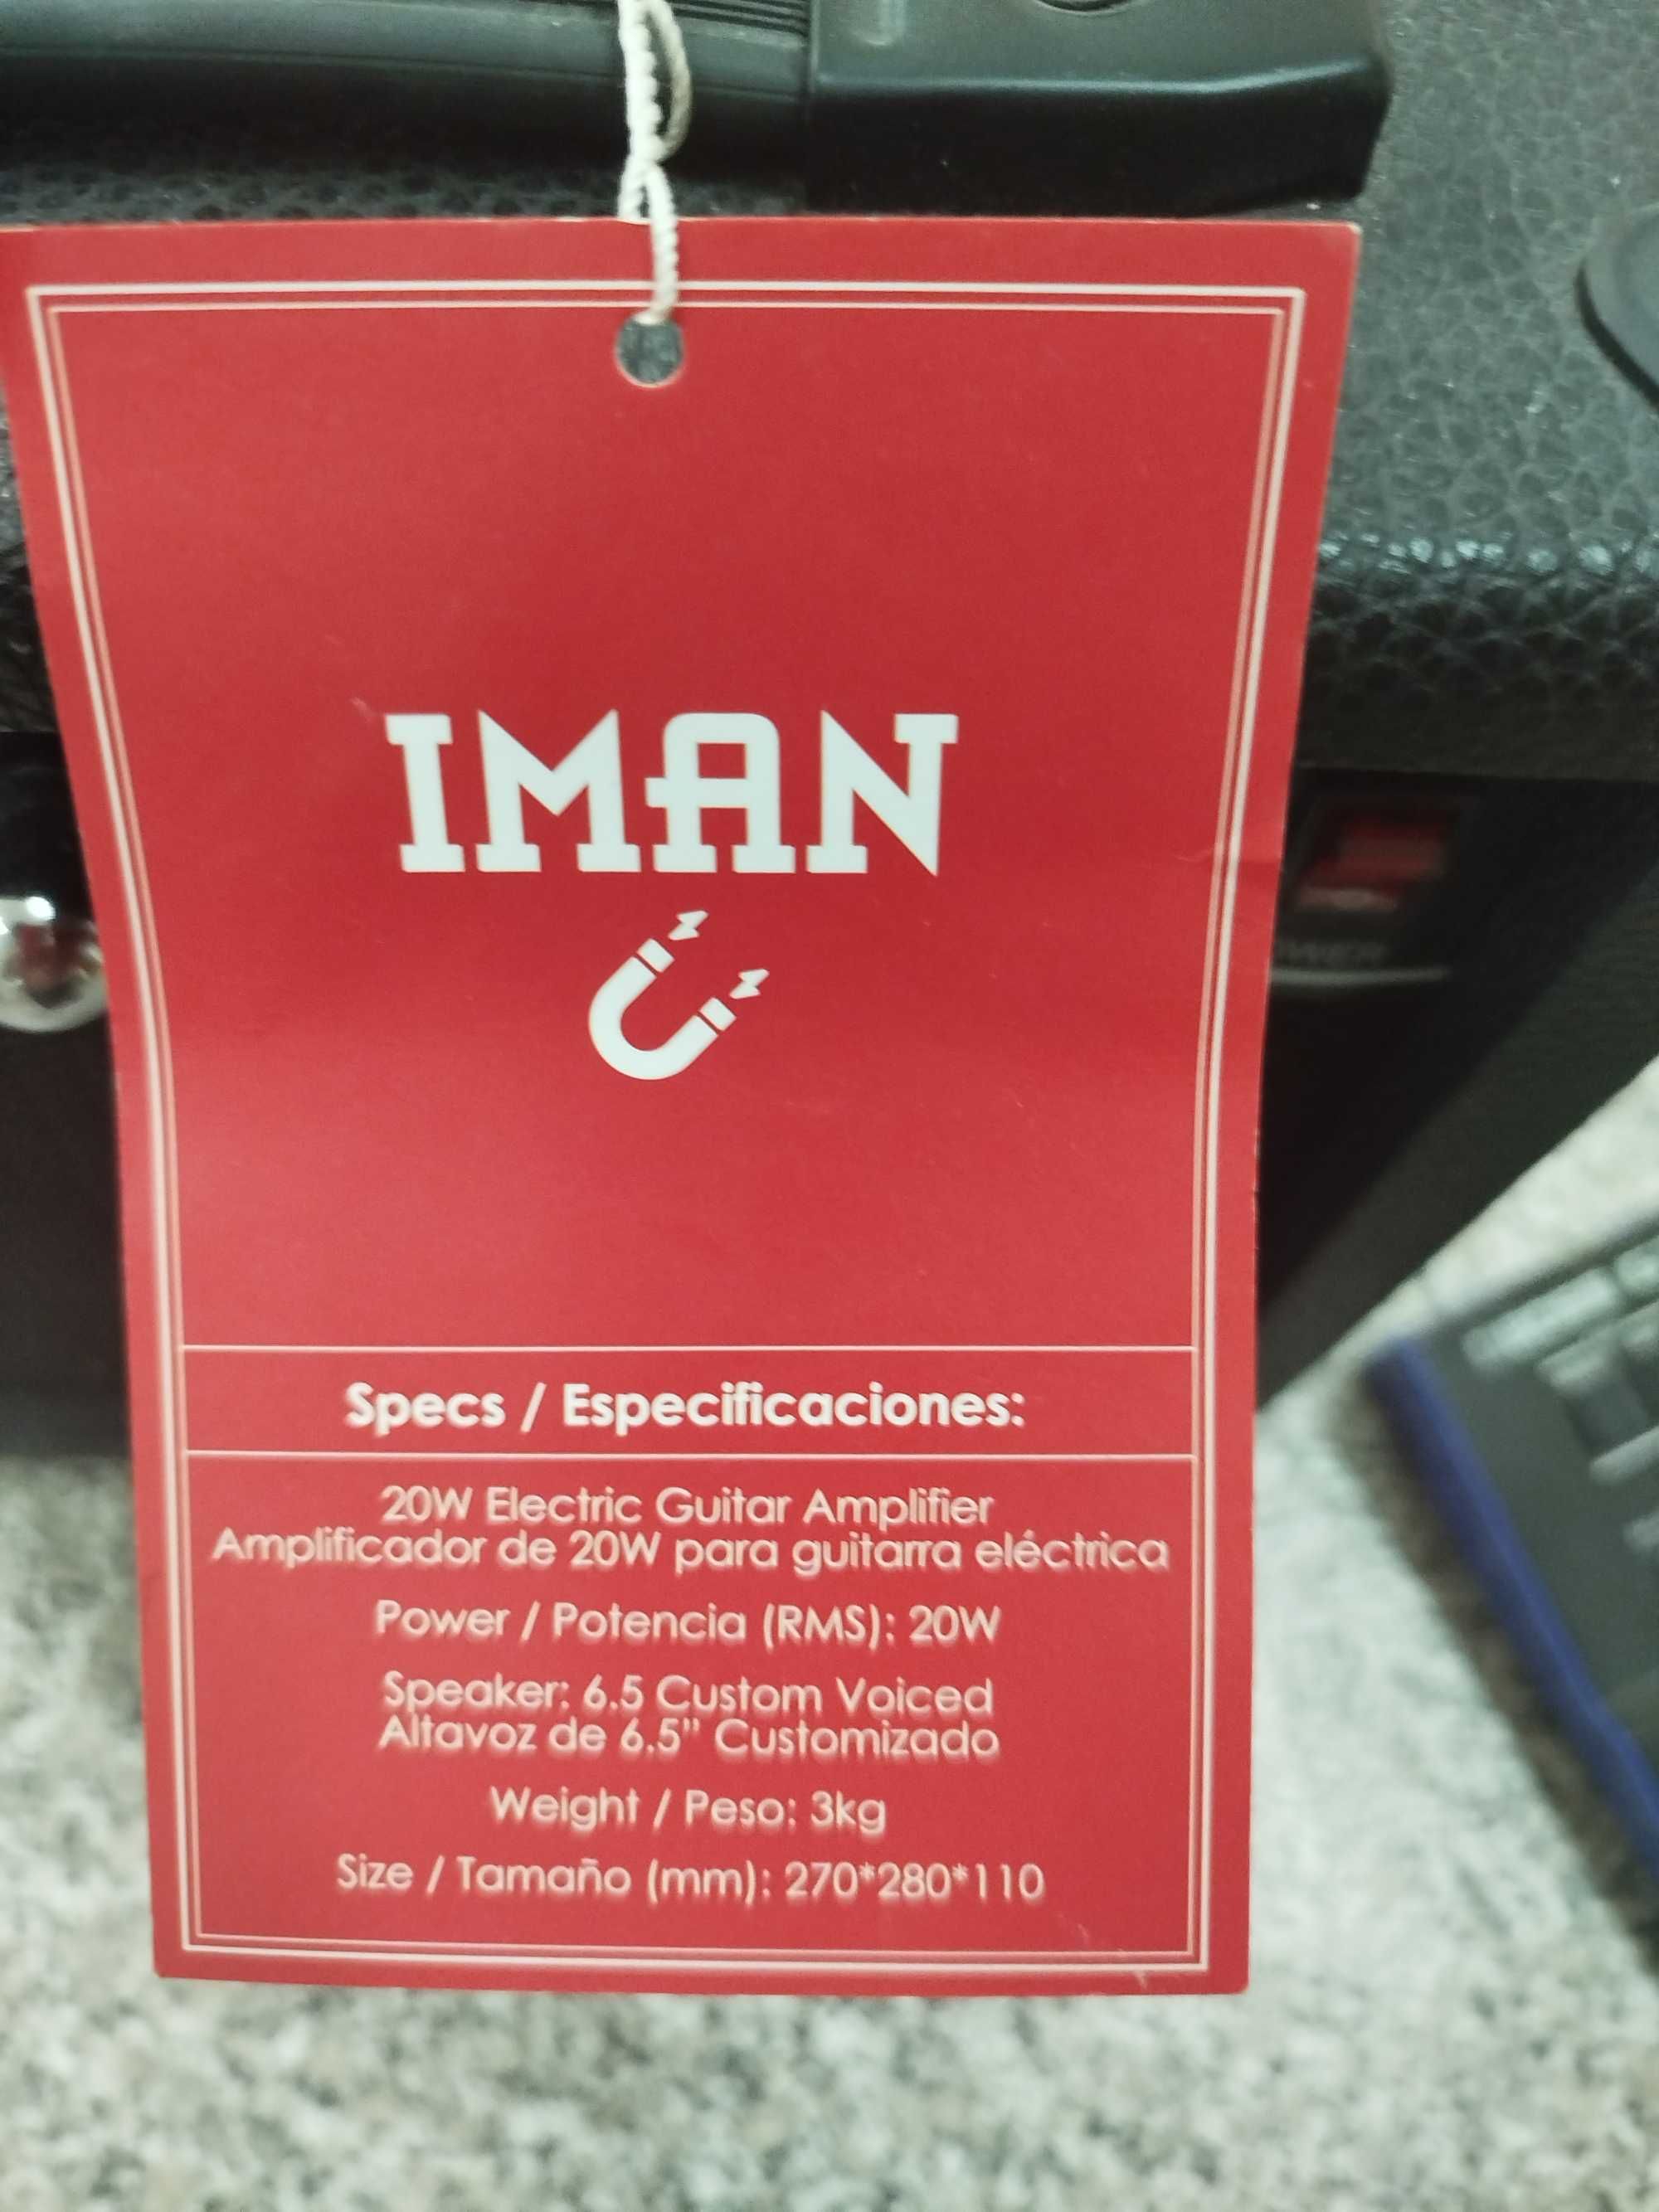 IMAN
Specs / Especificaciones:
20W Electric Guitar Amplifier
Amplificador de 20W para guitarra eléctrica
Power / Potencia (RMS): 20W
Speaker: 6.5 Custom Voiced
Altavoz de 6.5" Customizado
Weight / Peso: 3kg
Size / Tamaño (mm): 270*280*110